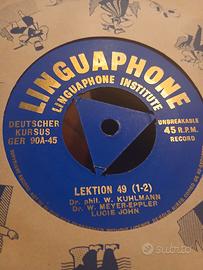 LINGUAPHONE
LINGUAPHONE INSTITUTE
DEUTSCHER
KURSUS
GER 90A-45
UNBREAKABLE
45 R.P.M.
RECORD
LEKTION 49 (1-2)
Dr. phil. W. KUHLMANN
Dr. W. MEYER-EPPLER
LUCIE JOHN
subito